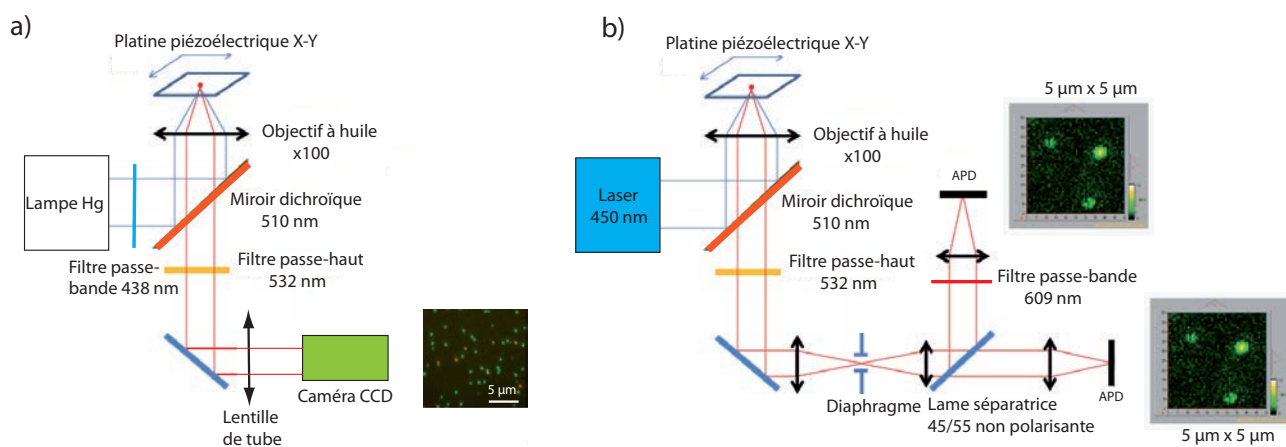 a)
Platine piézoélectrique X-Y
Objectif à huile
x100
Lampe Hg
Miroir dichroïque
510 nm
Filtre passe-
bande 438 nm
Filtre passe-haut
532 nm
Caméra CCD
5 µm
Lentille
de tube
b)
Platine piézoélectrique X-Y
5 µm x 5 µm
Objectif à huile
x100
Laser
450 nm
APD
Miroir dichroïque
510 nm
Filtre passe-haut
532 nm
Filtre passe-bande
609 nm
Diaphragme
Lame séparatrice
45/55 non polarisante
APD
5 µm x 5 µm